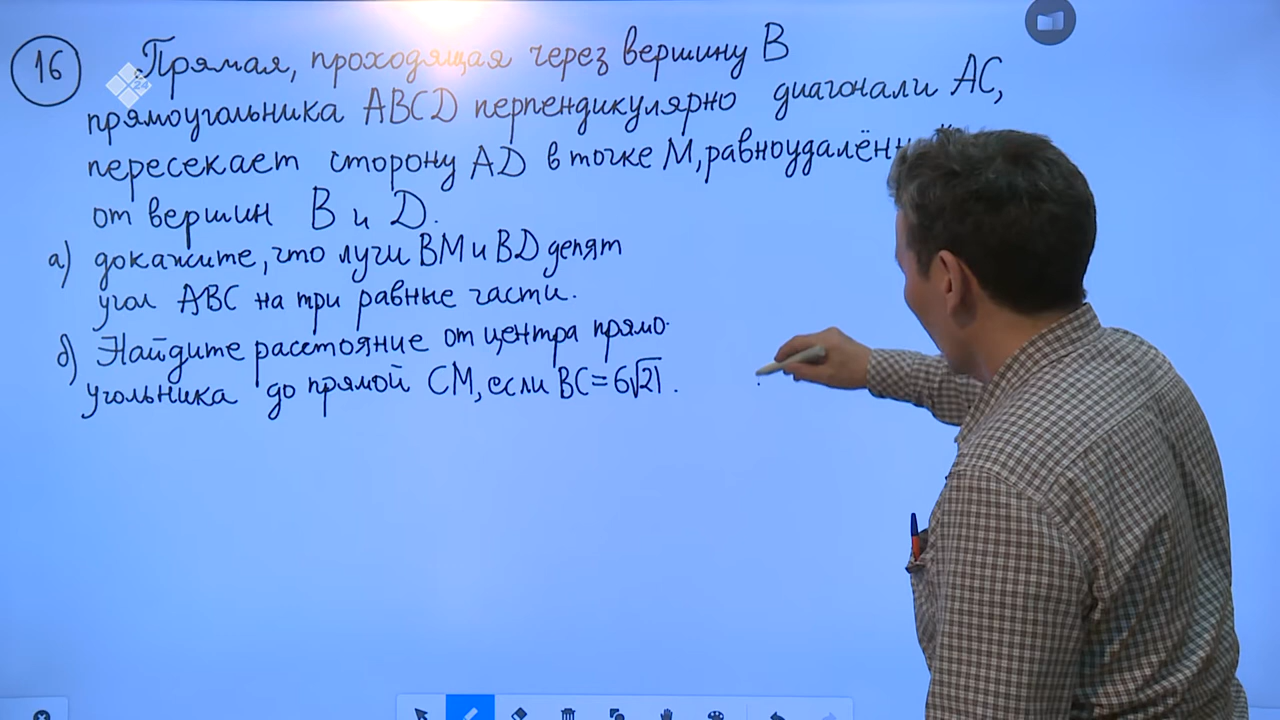 16 Прямая, проходящая через вершину B
прямоугольника ABCD перпендикулярно диагонали AC,
пересекает сторону AD в точке M, равноудалённ
от вершин B и D.
а) докажите, что лучи BM и BD делят
угол ABC на три равные части.
б) Найдите расстояние от центра прямо-
угольника до прямой CM, если BC=6√21.